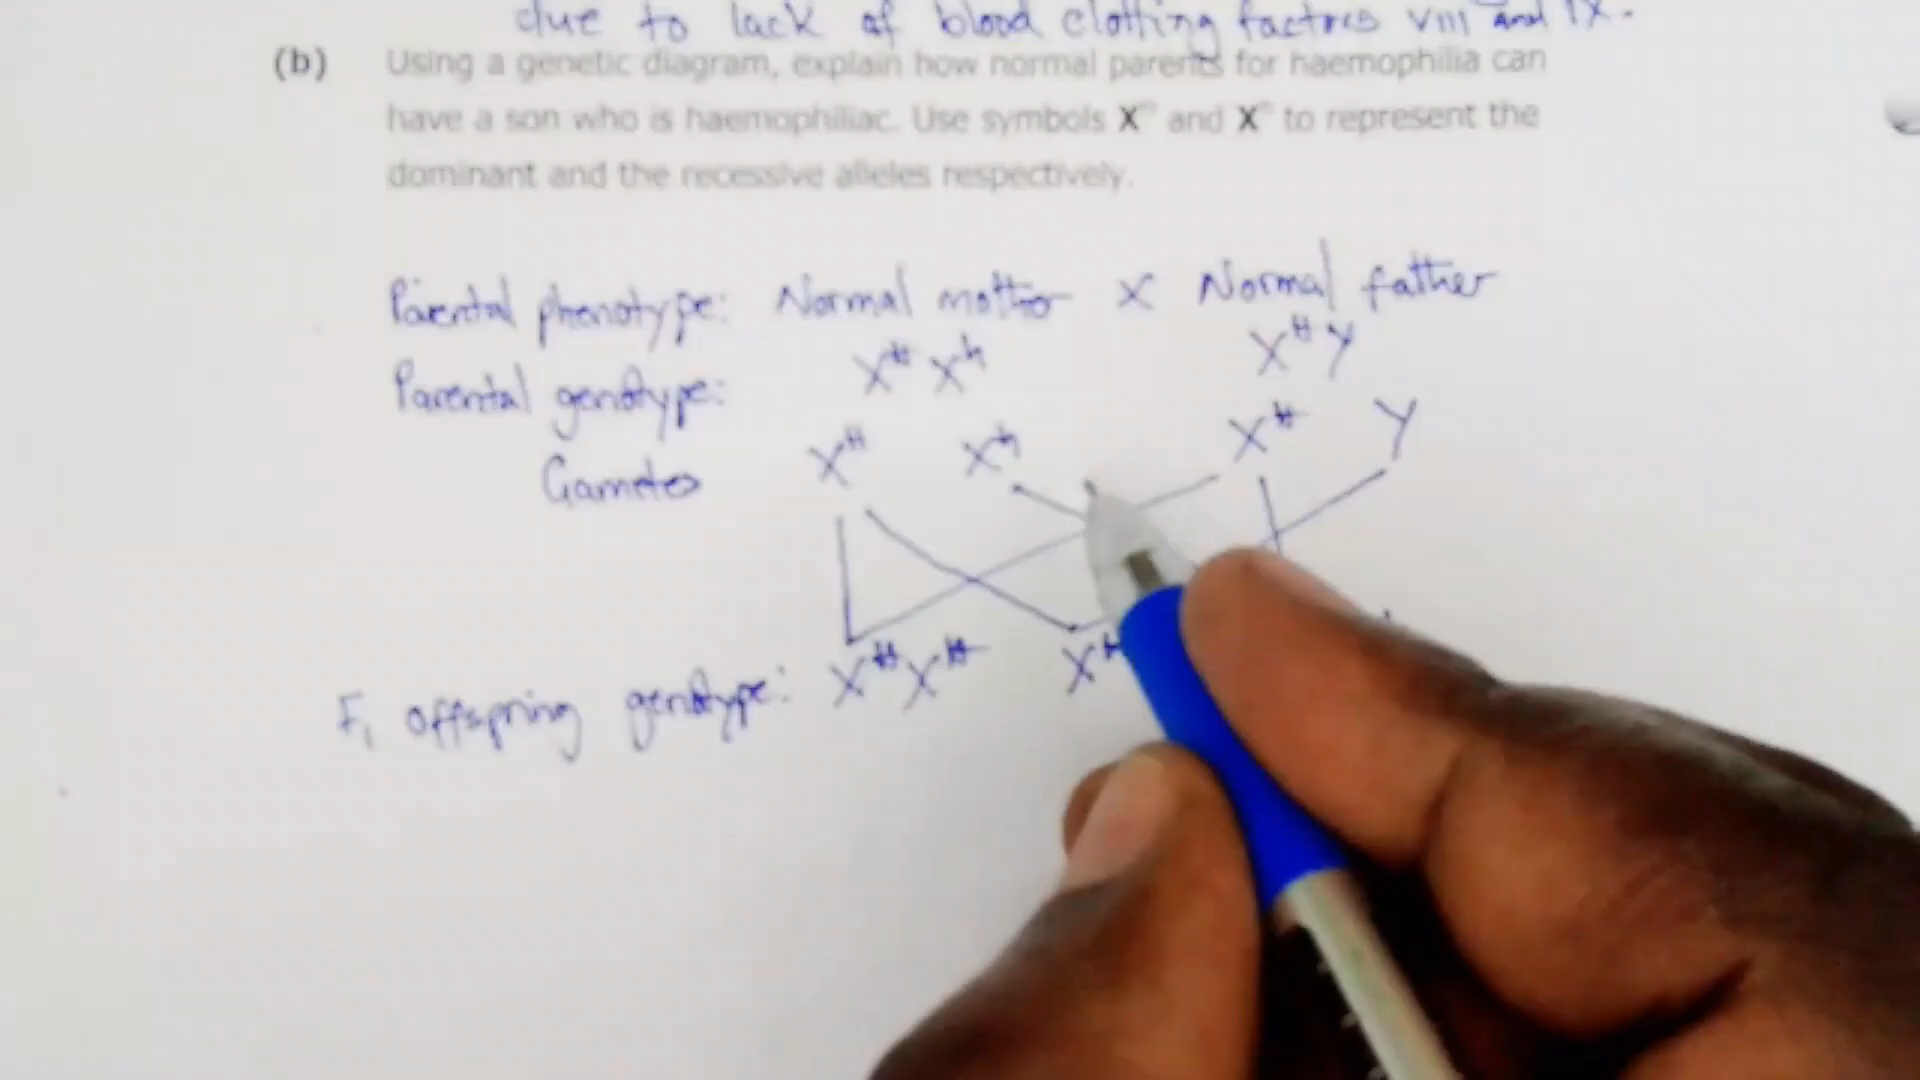 due to lack of blood clotting factors VIII and IX.
(b) Using a genetic diagram, explain how normal parents for haemophilia can
have a son who is haemophiliac. Use symbols X and X to represent the
dominant and the recessive alleles respectively.
Parental phenotype: Normal mother X Normal father
Parental genotype: X^H X^h X^H Y
Gametes X^H X^h X^H Y
F₁ offspring genotype: X^H X^H X